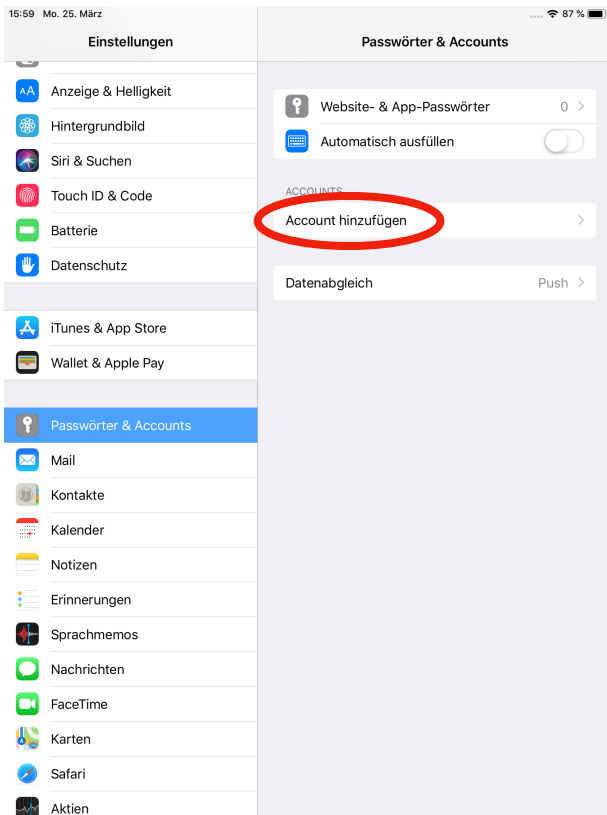 15:59 Mo. 25. März
87 %
Einstellungen
Passwörter & Accounts
AA Anzeige & Helligkeit
Hintergrundbild
Siri & Suchen
Touch ID & Code
Batterie
Datenschutz
iTunes & App Store
Wallet & Apple Pay
Passwörter & Accounts
Mail
Kontakte
Kalender
Notizen
Erinnerungen
Sprachmemos
Nachrichten
FaceTime
Karten
Safari
Aktien
Website- & App-Passwörter 0
Automatisch ausfüllen
ACCOUNTS
Account hinzufügen
Datenabgleich Push